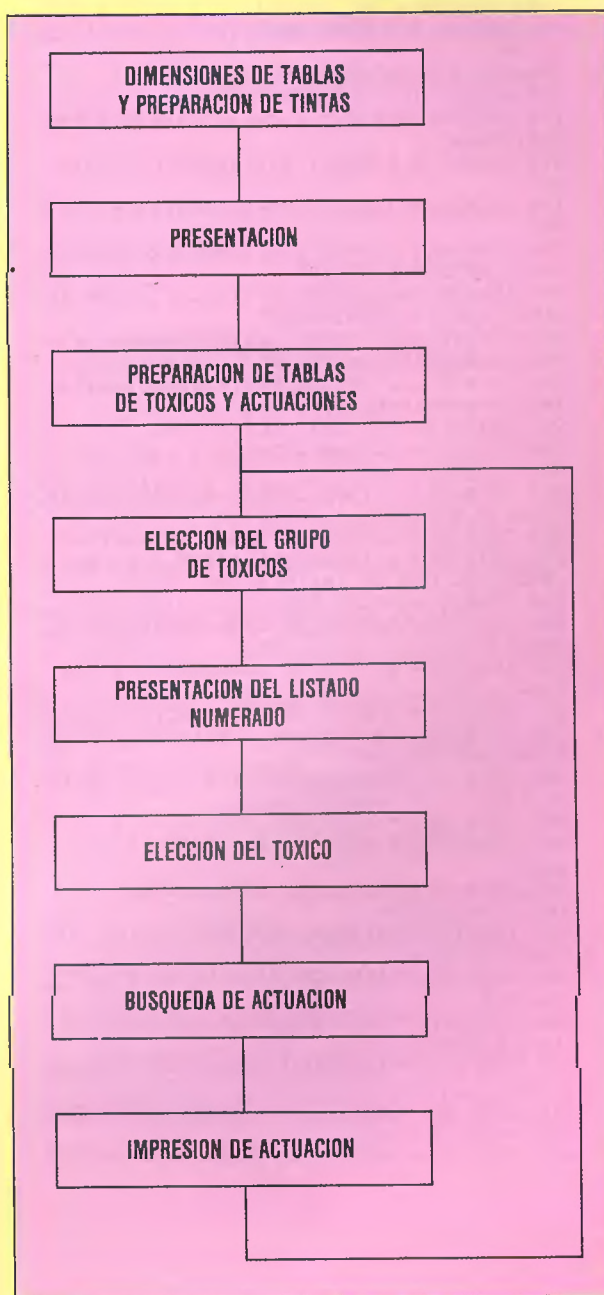 DIMENSIONES DE TABLAS
Y PREPARACION DE TINTAS
PRESENTACION
PREPARACION DE TABLAS
DE TOXICOS Y ACTUACIONES
ELECCION DEL GRUPO
DE TOXICOS
PRESENTACION DEL LISTADO
NUMERADO
ELECCION DEL TOXICO
BUSQUEDA DE ACTUACION
IMPRESION DE ACTUACION